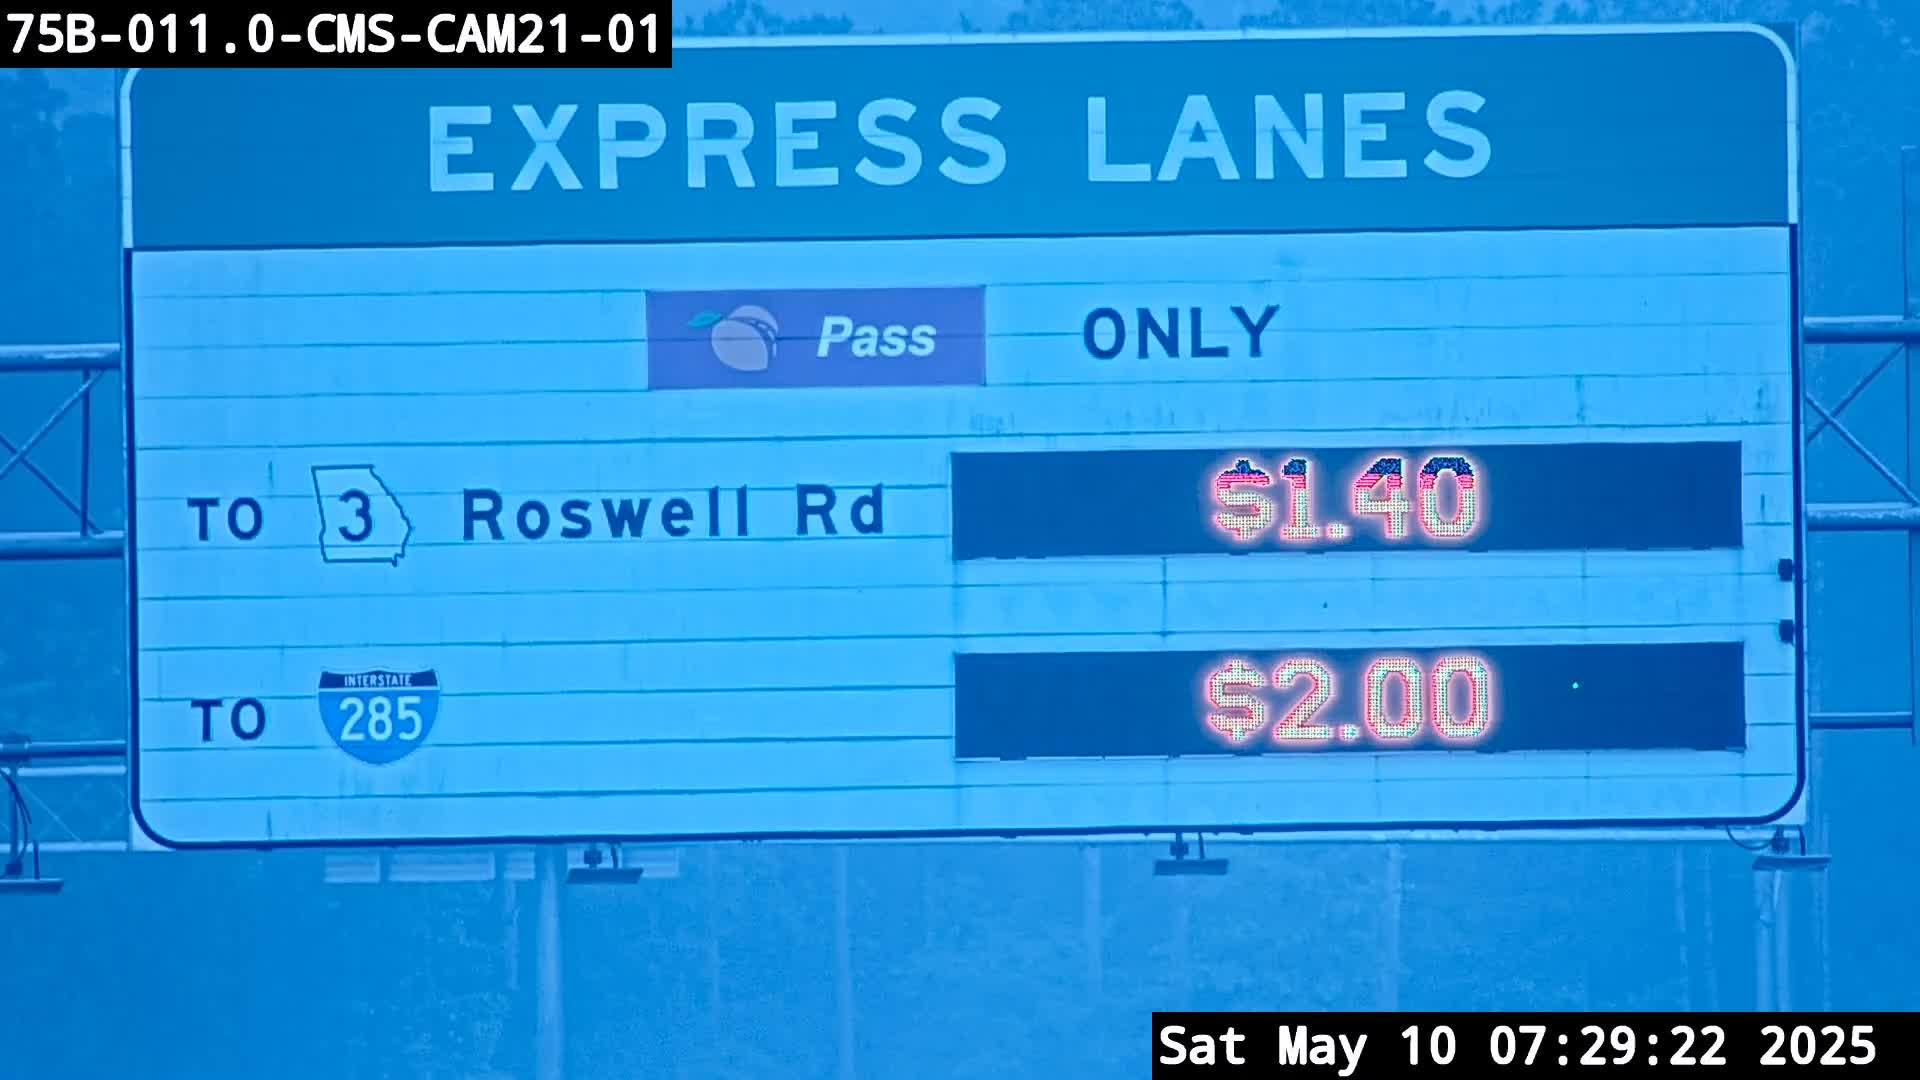 75B-011.0-CMS-CAM21-01
EXPRESS LANES
Pass ONLY
TO 3 Roswell Rd $1.40
INTERSTATE
TO 285 $2.00
Sat May 10 07:29:22 2025